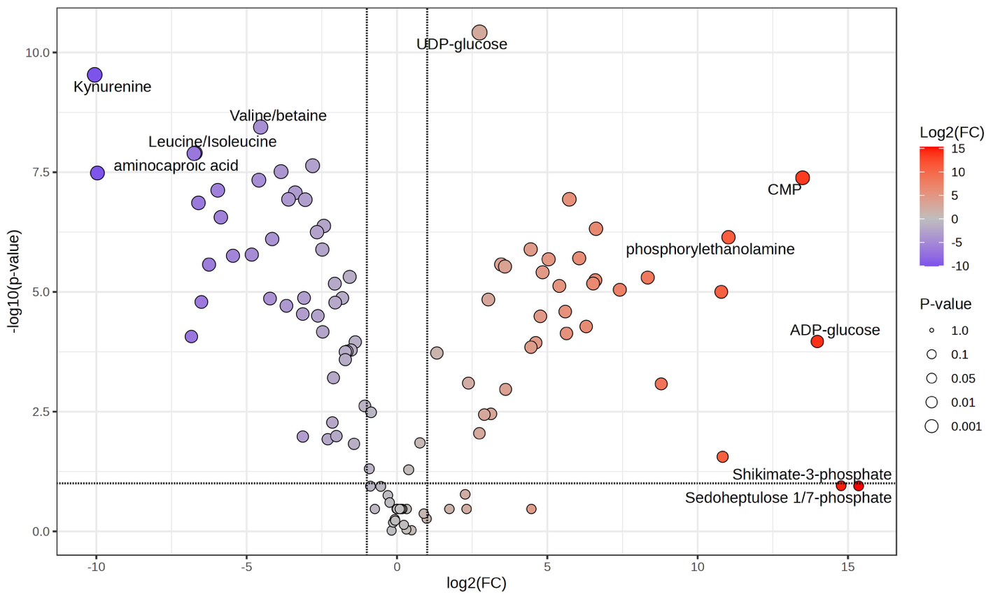 UDP-glucose
10.0
Kynurenine
Valine/betaine
Leucine/Isoleucine
aminocaproic acid
7.5
CMP
phosphorylethanolamine
5.0
ADP-glucose
2.5
Shikimate-3-phosphate
Sedoheptulose 1/7-phosphate
0.0
-10 -5 0 5 10 15
log2(FC)
-log10(p-value)
Log2(FC)
15
10
5
0
-5
-10
P-value
1.0
0.1
0.05
0.01
0.001